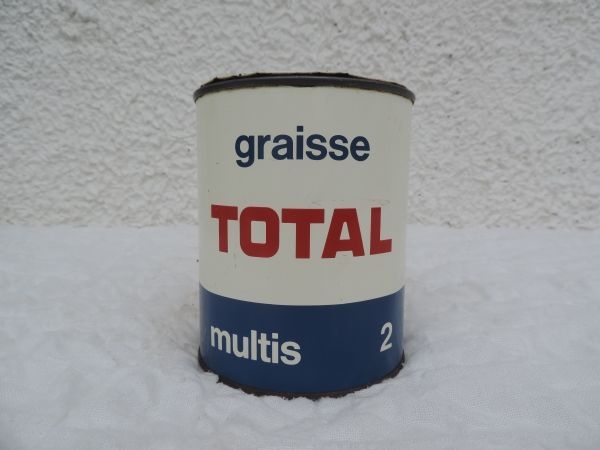 graisse
TOTAL
multis 2